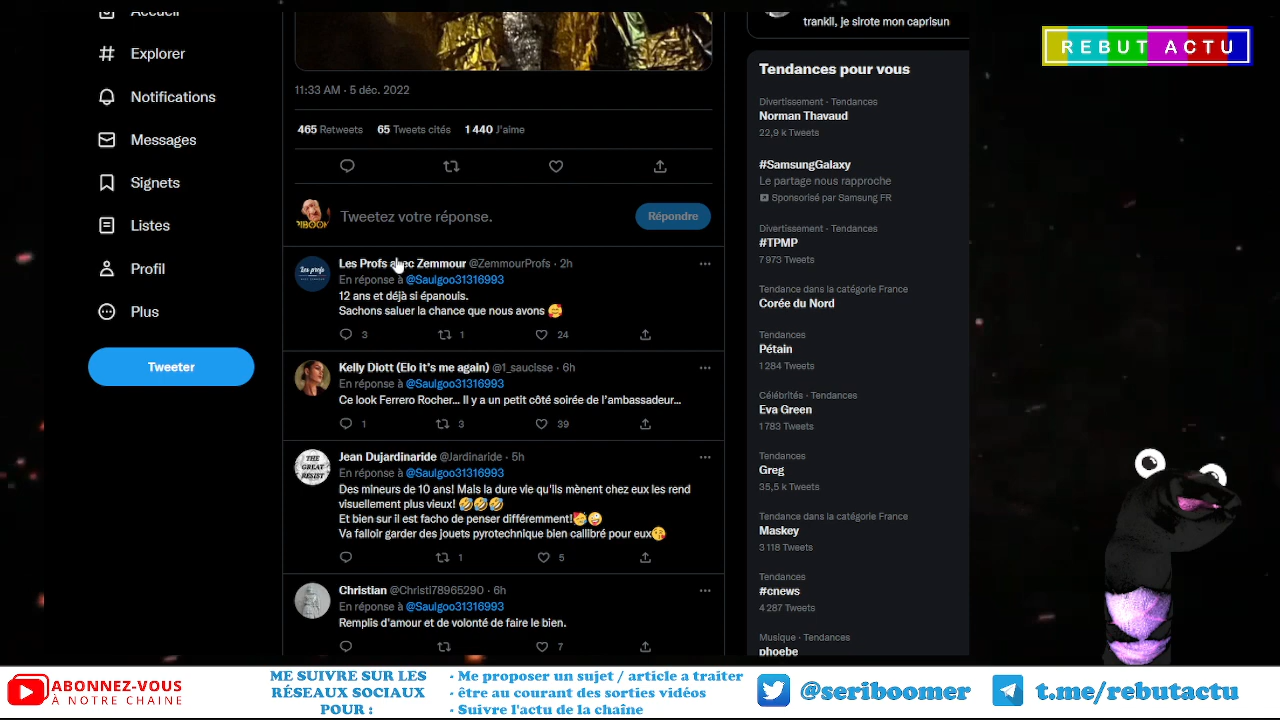 Accueil
Explorer
Notifications
Messages
Signets
Listes
Profil
Plus
Tweeter
11:33 AM · 5 déc. 2022
465 Retweets 65 Tweets cités 1 440 J'aime
Tweetez votre réponse.
Répondre
Les Profs avec Zemmour @ZemmourProfs · 2h
En réponse à @Saulgoo31316993
12 ans et déjà si épanouis.
Sachons saluer la chance que nous avons 🥰
3 1 24
Kelly Diott (Elo it's me again) @1_saucisse · 6h
En réponse à @Saulgoo31316993
Ce look Ferrero Rocher... Il y a un petit côté soirée de l'ambassadeur...
1 3 39
THE GREAT RESIST
Jean Dujardinaride @Jardinaride · 5h
En réponse à @Saulgoo31316993
Des mineurs de 10 ans! Mais la dure vie qu'ils mènent chez eux les rend
visuellement plus vieux! 🤣🤣🤣
Et bien sur il est facho de penser différemment!🥳🤪
Va falloir garder des jouets pyrotechnique bien callibré pour eux😘
1 5
Christian @Christi78965290 · 6h
En réponse à @Saulgoo31316993
Remplis d'amour et de volonté de faire le bien.
7
trankil, je sirote mon caprisun
Tendances pour vous
Divertissement · Tendances
Norman Thavaud
22,9 k Tweets
#SamsungGalaxy
Le partage nous rapproche
Sponsorisé par Samsung FR
Divertissement · Tendances
#TPMP
7 973 Tweets
Tendance dans la catégorie France
Corée du Nord
Tendances
Pétain
1 284 Tweets
Célébrités · Tendances
Eva Green
1 783 Tweets
Tendances
Greg
35,5 k Tweets
Tendance dans la catégorie France
Maskey
3 118 Tweets
Tendances
#cnews
4 287 Tweets
Musique · Tendances
phoebe
REBUT ACTU
ABONNEZ-VOUS
À NOTRE CHAINE
ME SUIVRE SUR LES
RÉSEAUX SOCIAUX
POUR :
- Me proposer un sujet / article a traiter
- être au courant des sorties vidéos
- Suivre l'actu de la chaîne
@seriboomer
t.me/rebutactu